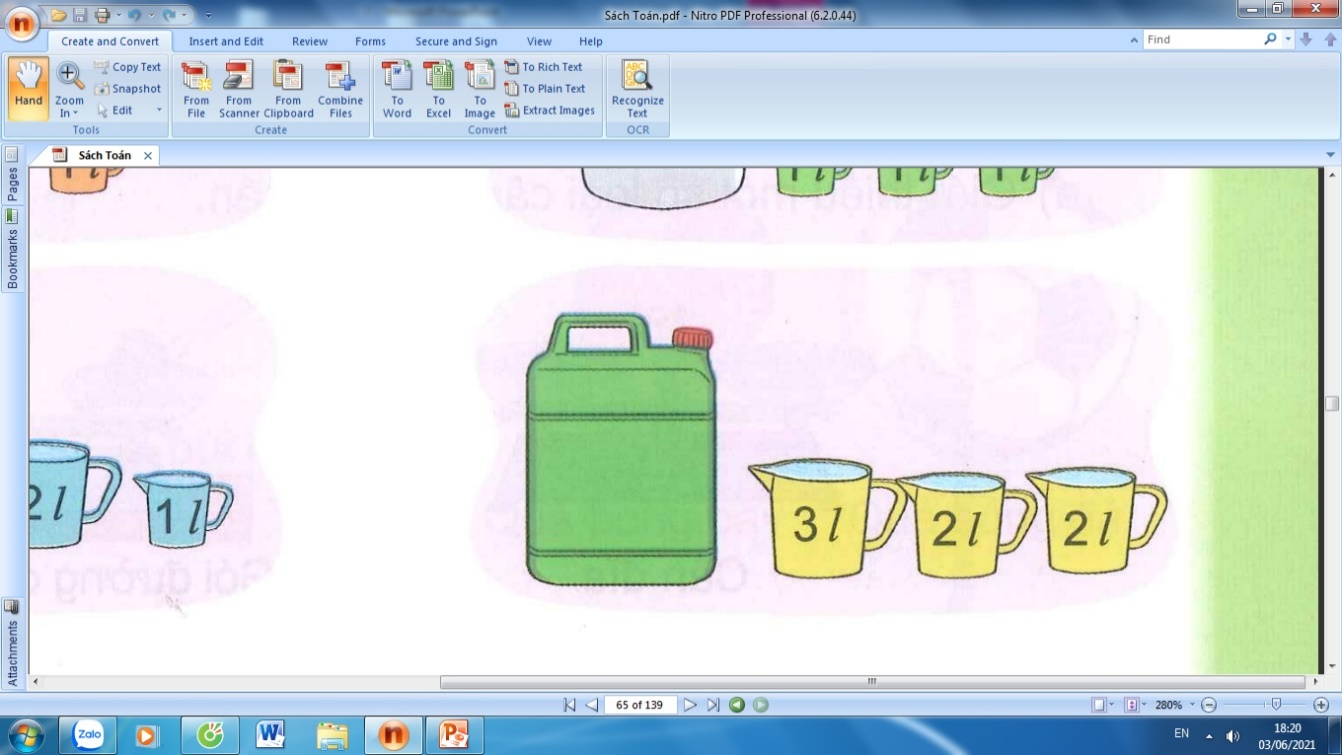 Sách Toán.pdf - Nitro PDF Professional (6.2.0.44)
Create and Convert Insert and Edit Review Forms Secure and Sign View Help
Find
Hand
Zoom In
Copy Text
Snapshot
Edit
Tools
From File
From Scanner
From Clipboard
Combine Files
Create
To Word
To Excel
To Image
To Rich Text
To Plain Text
Extract Images
Convert
Recognize Text
OCR
Sách Toán
Pages
Bookmarks
Attachments
1 l
1 l 1 l 1 l
2 l 1 l
3 l 2 l 2 l
65 of 139
280%
Zalo
EN
18:20
03/06/2021